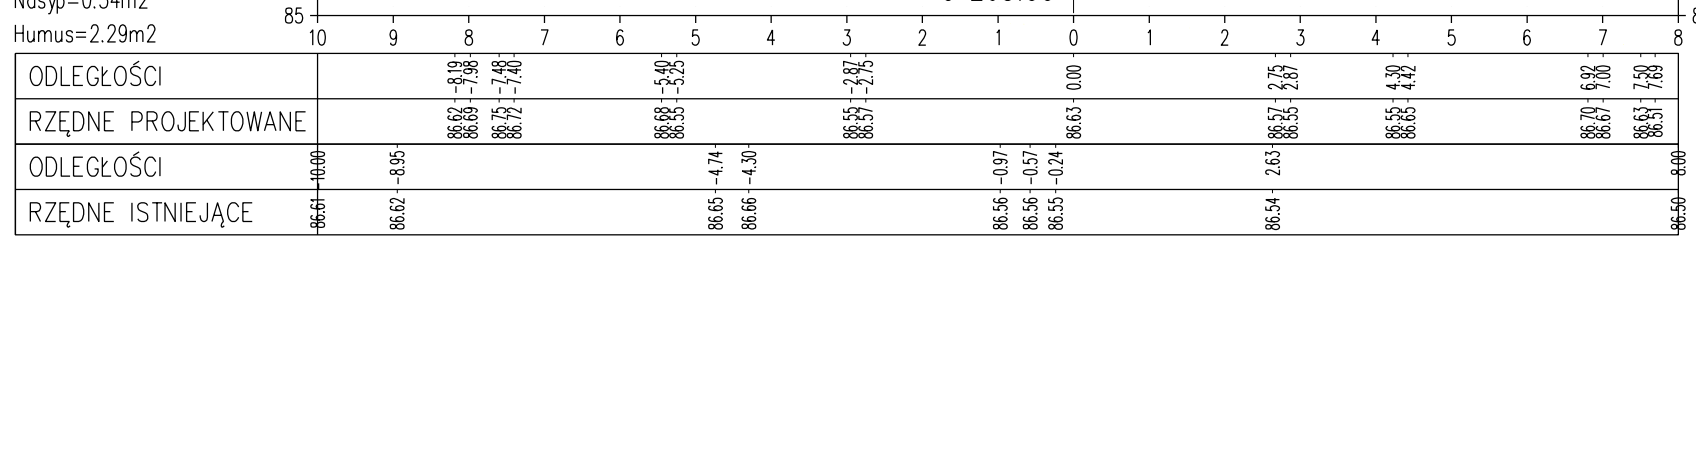 85
Humus=2.29m2
10 9 8 7 6 5 4 3 2 1 0 1 2 3 4 5 6 7 8
ODLEGŁOŚCI -8.19 -7.98 -7.48 -7.40 -5.40 -5.25 -2.87 -2.75 0.00 2.75 2.87 4.30 4.42 6.92 7.00 7.50 7.69
RZĘDNE PROJEKTOWANE 86.62 86.69 86.75 86.72 86.68 86.55 86.55 86.57 86.63 86.57 86.55 86.55 86.65 86.70 86.67 86.63 86.51
ODLEGŁOŚCI -10.00 -8.95 -4.74 -4.30 -0.97 -0.57 -0.24 2.63 8.00
RZĘDNE ISTNIEJĄCE 86.61 86.62 86.65 86.66 86.56 86.56 86.55 86.54 86.50